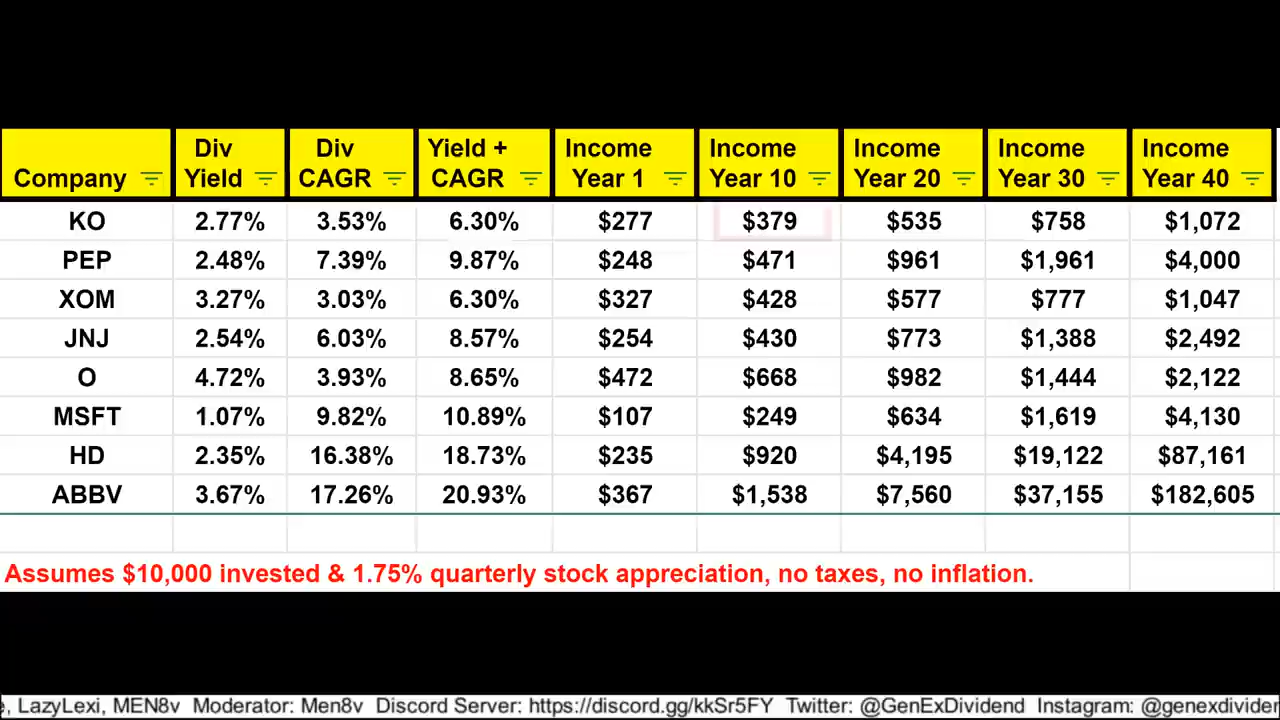 Company Div Yield Div CAGR Yield + CAGR Income Year 1 Income Year 10 Income Year 20 Income Year 30 Income Year 40
KO 2.77% 3.53% 6.30% $277 $379 $535 $758 $1,072
PEP 2.48% 7.39% 9.87% $248 $471 $961 $1,961 $4,000
XOM 3.27% 3.03% 6.30% $327 $428 $577 $777 $1,047
JNJ 2.54% 6.03% 8.57% $254 $430 $773 $1,388 $2,492
O 4.72% 3.93% 8.65% $472 $668 $982 $1,444 $2,122
MSFT 1.07% 9.82% 10.89% $107 $249 $634 $1,619 $4,130
HD 2.35% 16.38% 18.73% $235 $920 $4,195 $19,122 $87,161
ABBV 3.67% 17.26% 20.93% $367 $1,538 $7,560 $37,155 $182,605
Assumes $10,000 invested & 1.75% quarterly stock appreciation, no taxes, no inflation.
, LazyLexi, MEN8v Moderator: Men8v Discord Server: https://discord.gg/kkSr5FY Twitter: @GenExDividend Instagram: @genexdivider